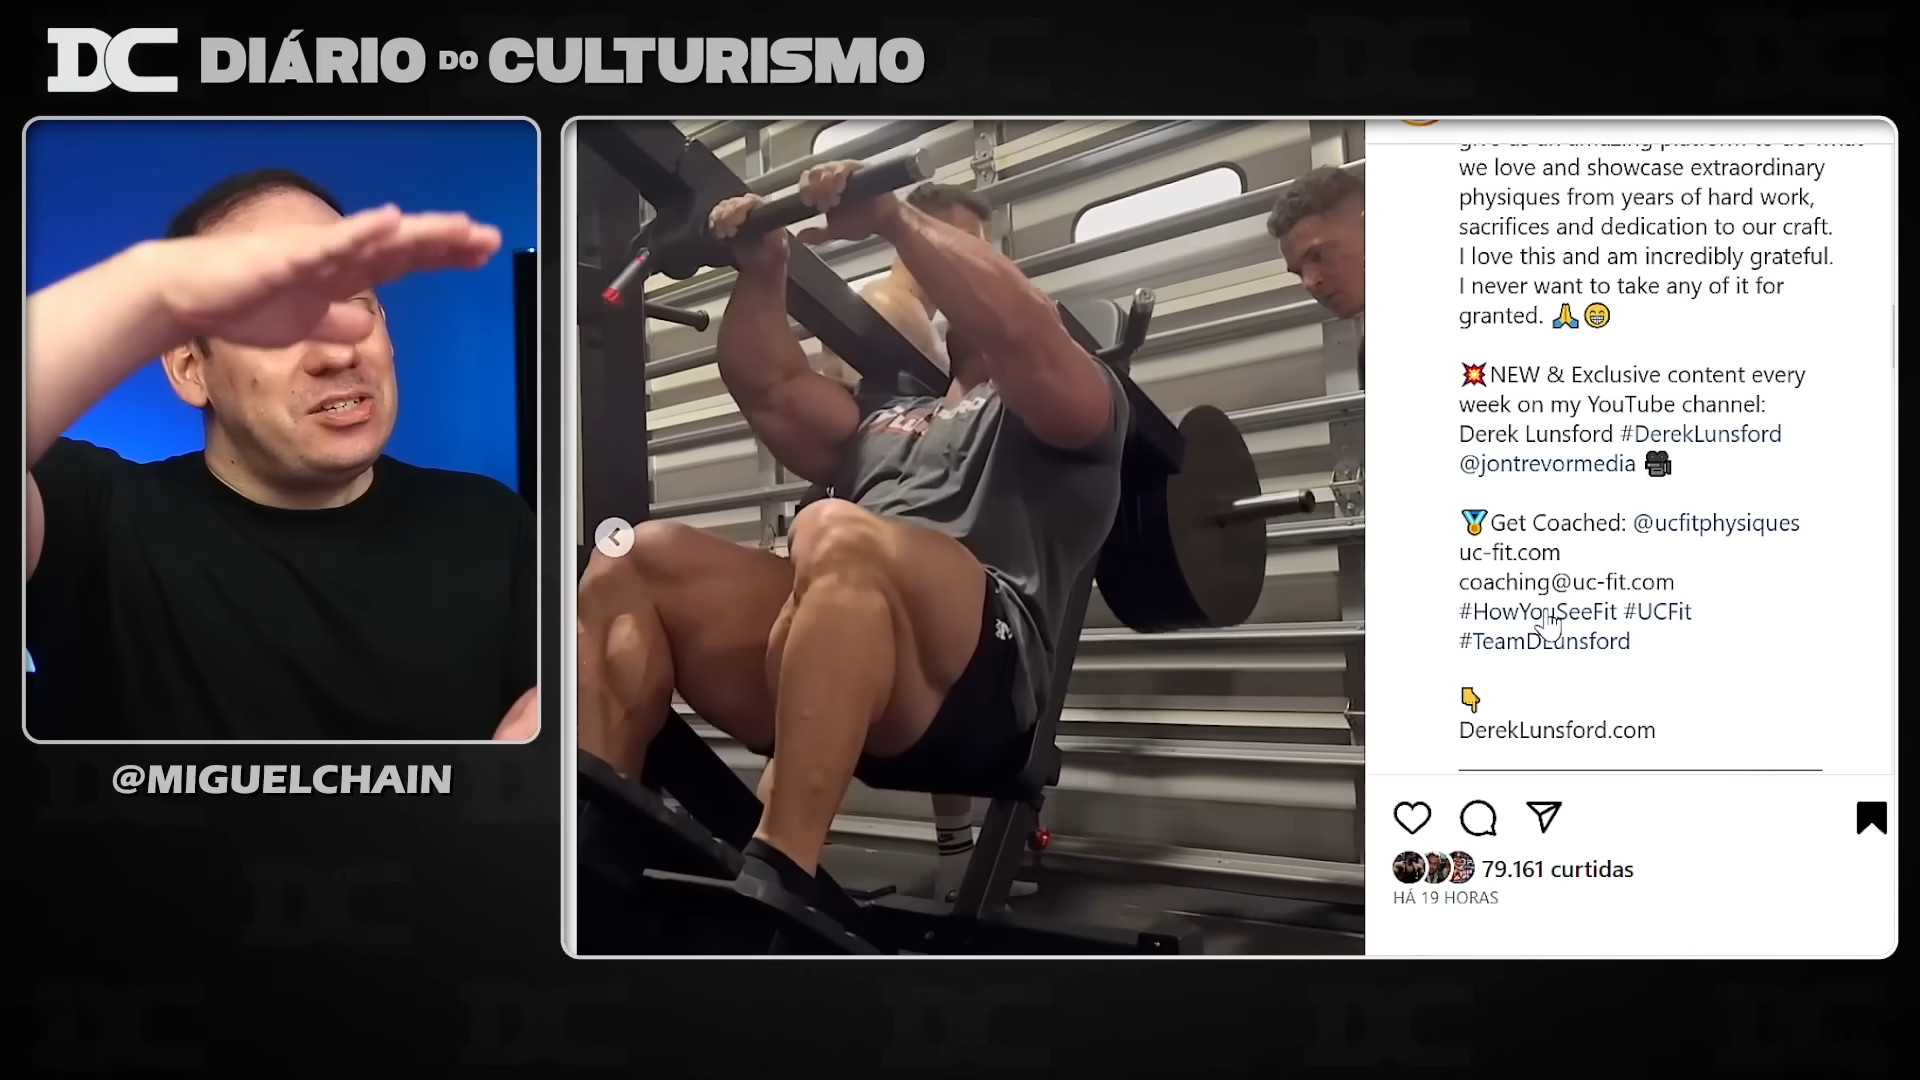 DC DIÁRIO DO CULTURISMO
we love and showcase extraordinary
physiques from years of hard work,
sacrifices and dedication to our craft.
I love this and am incredibly grateful.
I never want to take any of it for
granted. 🙏😁
💥NEW & Exclusive content every
week on my YouTube channel:
Derek Lunsford #DerekLunsford
@jontrevormedia 🎥
🏅Get Coached: @ucfitphysiques
uc-fit.com
coaching@uc-fit.com
#HowYouSeeFit #UCFit
#TeamDLunsford
👇
DerekLunsford.com
79.161 curtidas
HÁ 19 HORAS
@MIGUELCHAIN